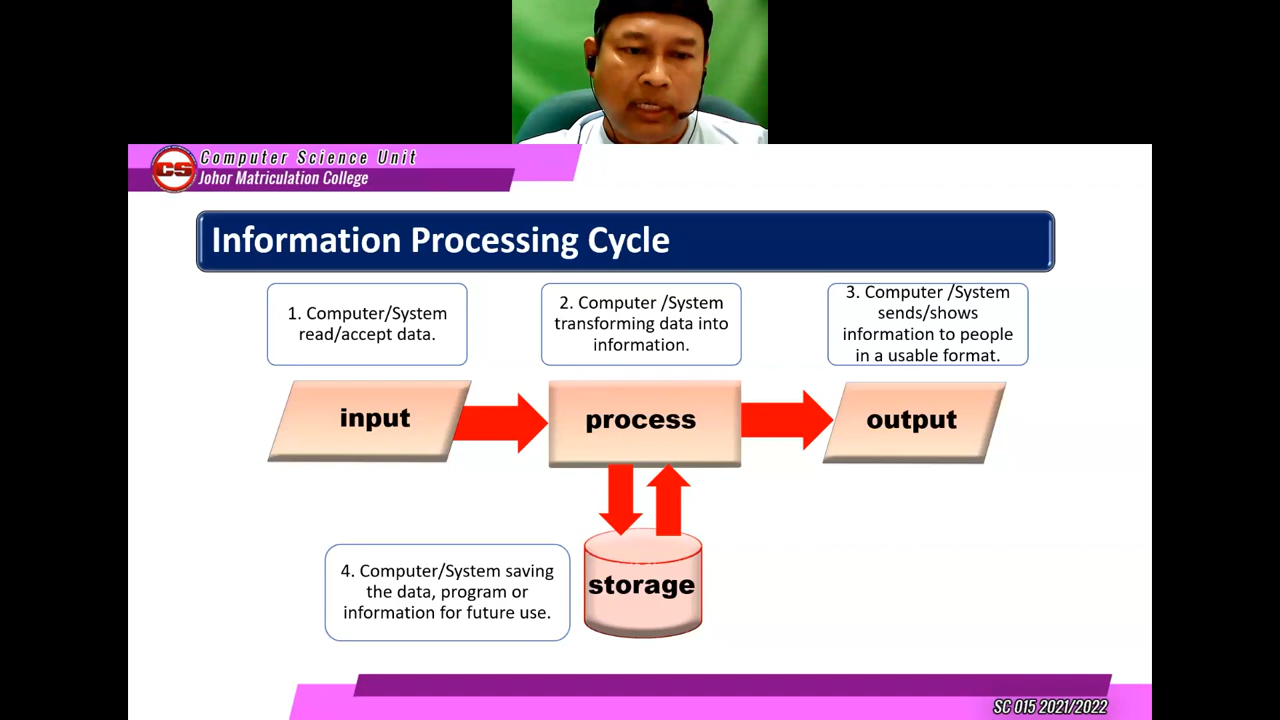 CS
Computer Science Unit
Johor Matriculation College
Information Processing Cycle
1. Computer/System
read/accept data.
2. Computer /System
transforming data into
information.
3. Computer /System
sends/shows
information to people
in a usable format.
input
process
output
4. Computer/System saving
the data, program or
information for future use.
storage
SC 015 2021/2022